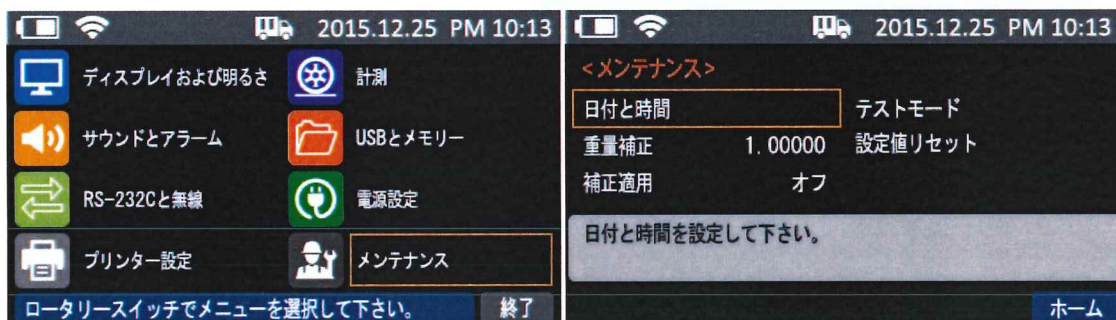 2015.12.25 PM 10:13
ディスプレイおよび明るさ 計測
サウンドとアラーム USBとメモリー
RS-232Cと無線 電源設定
プリンター設定 メンテナンス
ロータリースイッチでメニューを選択して下さい。 終了
2015.12.25 PM 10:13
<メンテナンス>
日付と時間 テストモード
重量補正 1.00000 設定値リセット
補正適用 オフ
日付と時間を設定して下さい。
ホーム